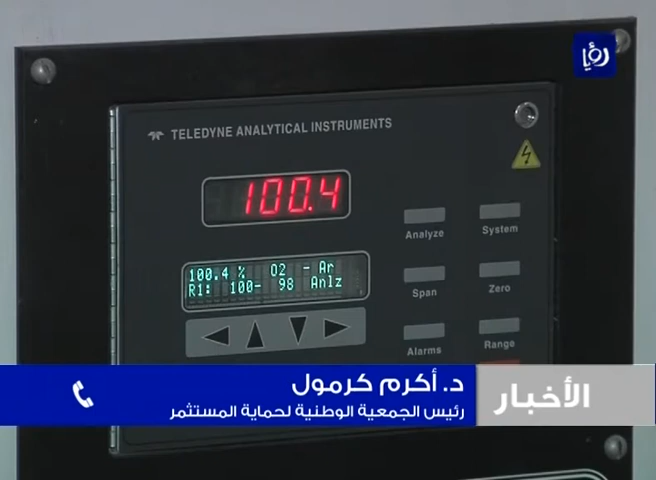 رؤيا
TELEDYNE ANALYTICAL INSTRUMENTS
100.4
100.4 % O2 - Ar
R1: 100- 98 Anlz
Analyze
System
Span
Zero
Alarms
Range
الأخبار
د. أكرم كرمول
رئيس الجمعية الوطنية لحماية المستثمر